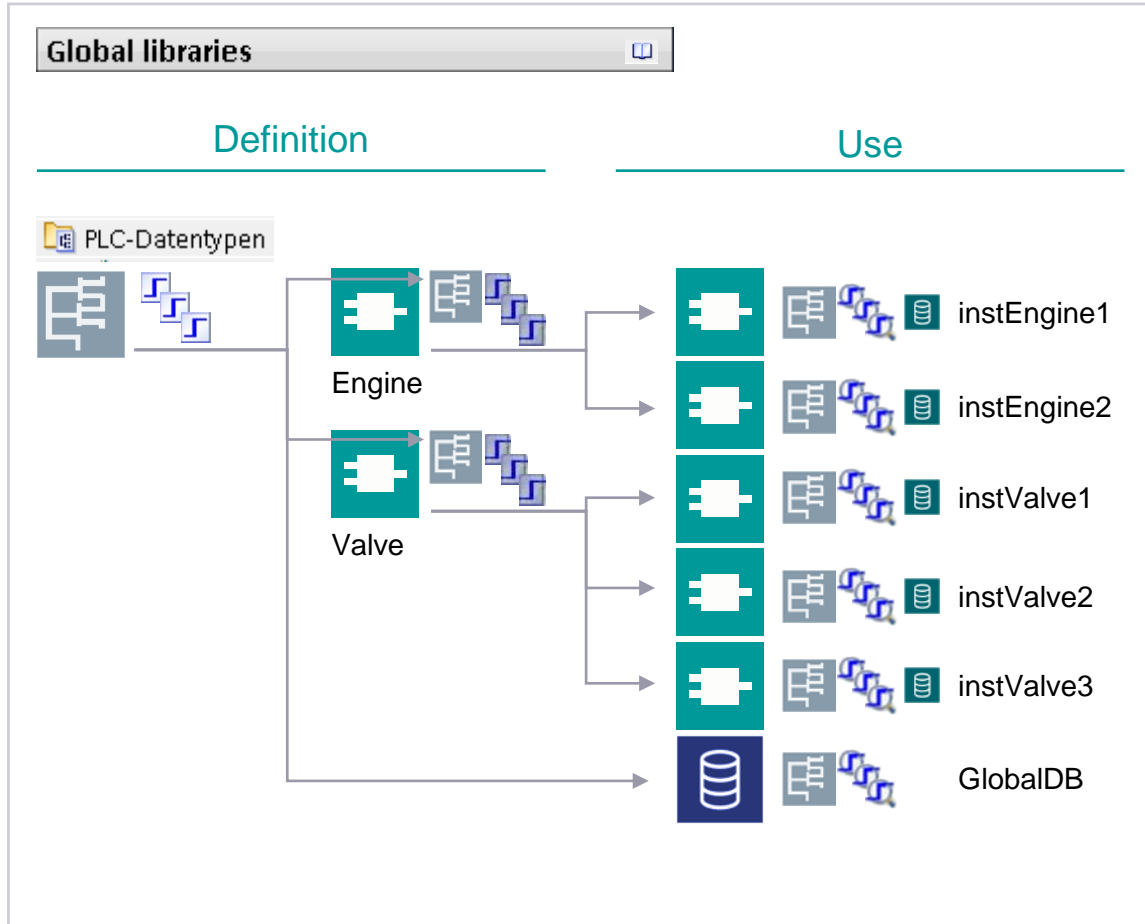 Global libraries
Definition
Use
PLC-Datentypen
Engine
Valve
instEngine1
instEngine2
instValve1
instValve2
instValve3
GlobalDB